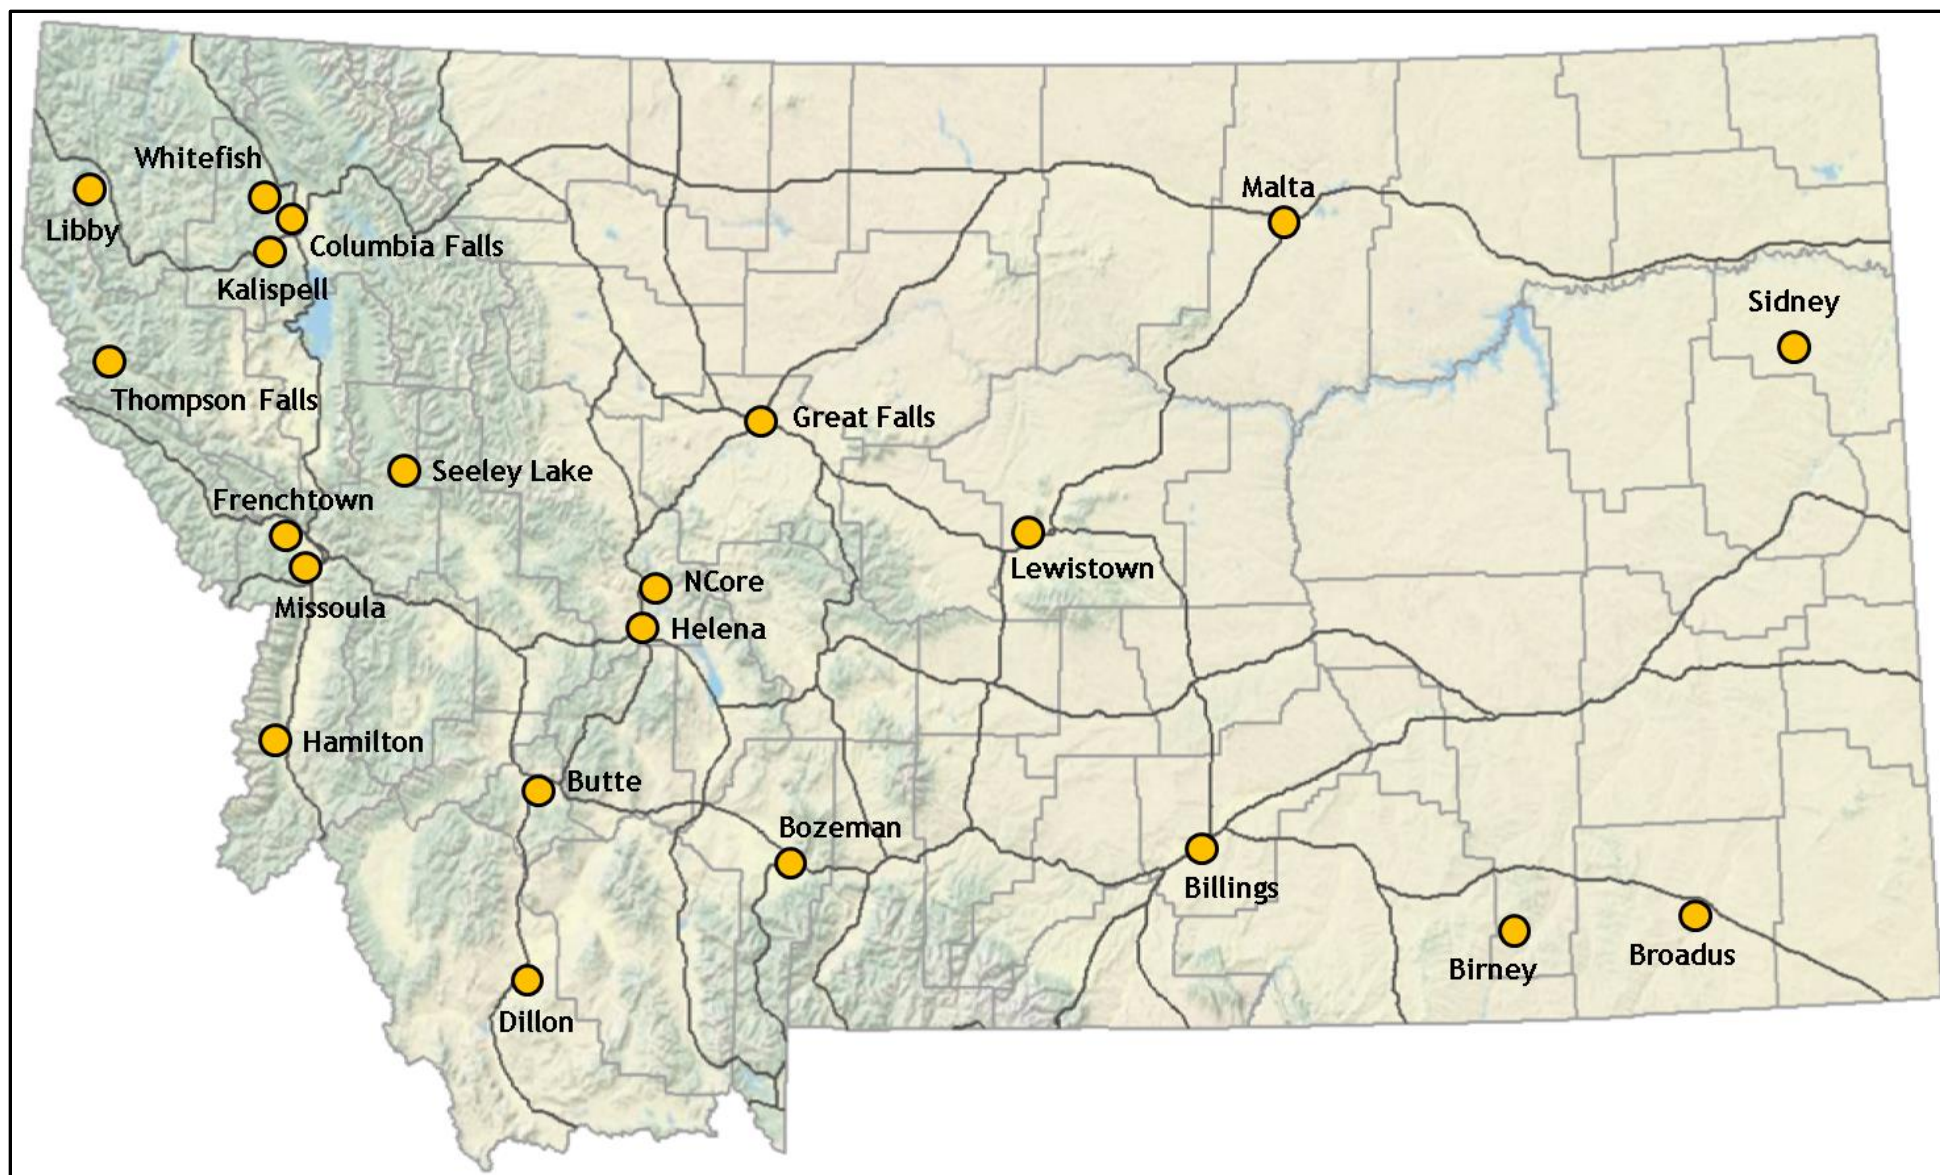 Whitefish
Malta
Libby
Columbia Falls
Kalispell
Sidney
Thompson Falls
Great Falls
Seeley Lake
Frenchtown
Lewistown
NCore
Missoula
Helena
Hamilton
Butte
Bozeman
Billings
Broadus
Birney
Dillon